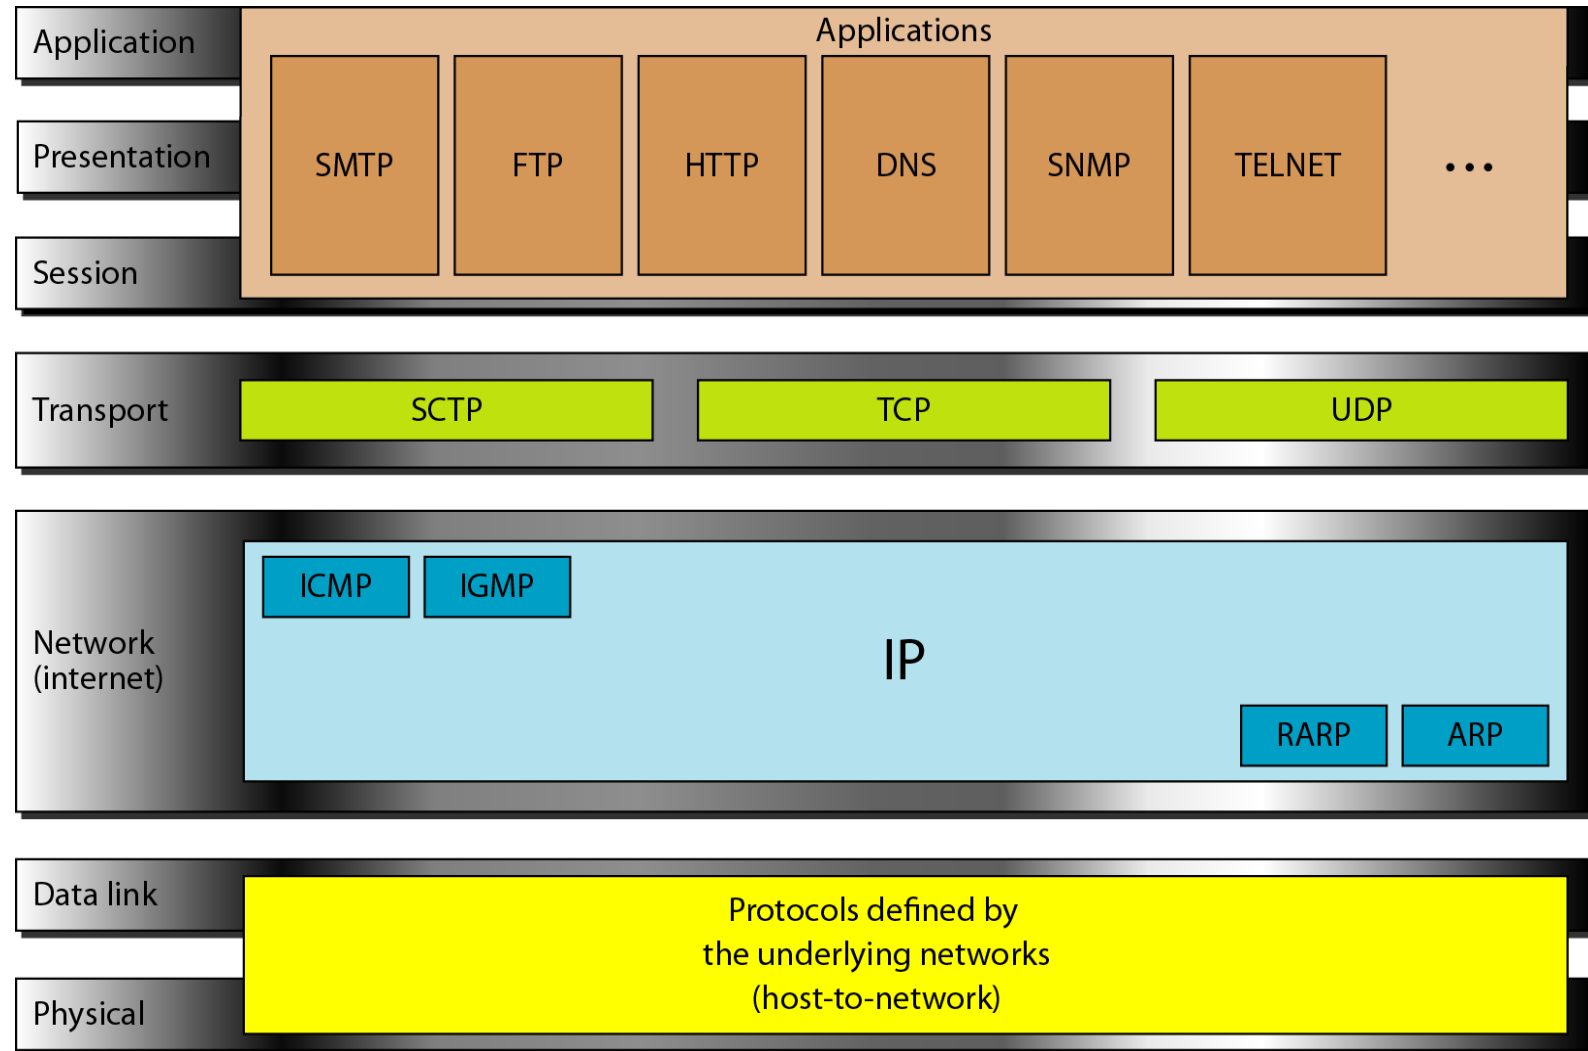 Application
Applications
SMTP
FTP
HTTP
DNS
SNMP
TELNET
...
Presentation
Session
Transport
SCTP
TCP
UDP
Network
(internet)
ICMP
IGMP
IP
RARP
ARP
Data link
Physical
Protocols defined by
the underlying networks
(host-to-network)